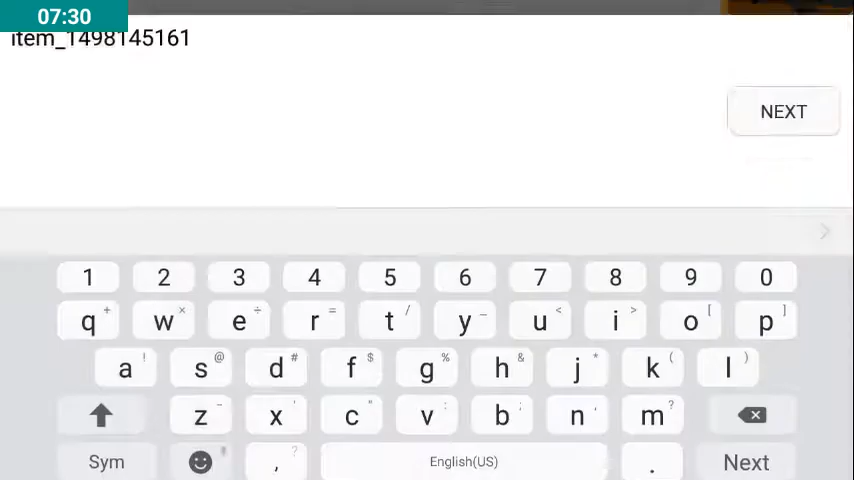 07:30
item_1498145161
NEXT
1 2 3 4 5 6 7 8 9 0
q + w × e ÷ r = t / y _ u < i > o [ p ]
a ! s @ d # f $ g % h & j * k ( l )
z - x ' c " v : b ; n , m ?
Sym , ? English(US) . Next